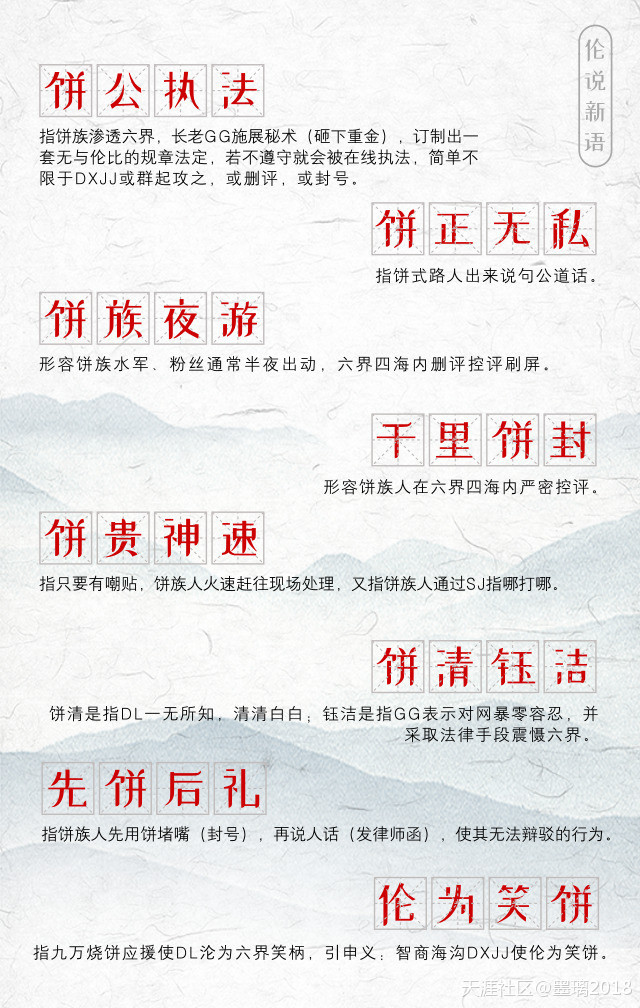 伦说新语
饼公执法
指饼族渗透六界，长老GG施展秘术（砸下重金），订制出一
套无与伦比的规章法定，若不遵守就会被在线执法，简单不
限于DXJJ或群起攻之，或删评，或封号。
饼正无私
指饼式路人出来说句公道话。
饼族夜游
形容饼族水军、粉丝通常半夜出动，六界四海内删评控评刷屏。
千里饼封
形容饼族人在六界四海内严密控评。
饼贵神速
指只要有嘲贴，饼族人火速赶往现场处理，又指饼族人通过SJ指哪打哪。
饼清钰洁
饼清是指DL一无所知，清清白白；钰洁是指GG表示对网暴零容忍，并
采取法律手段震慑六界。
先饼后礼
指饼族人先用饼堵嘴（封号），再说人话（发律师函），使其无法辩驳的行为。
伦为笑饼
指九万烧饼应援使DL沦为六界笑柄，引申义：智商海沟DXJJ使伦为笑饼。
天涯社区@墨璃2018